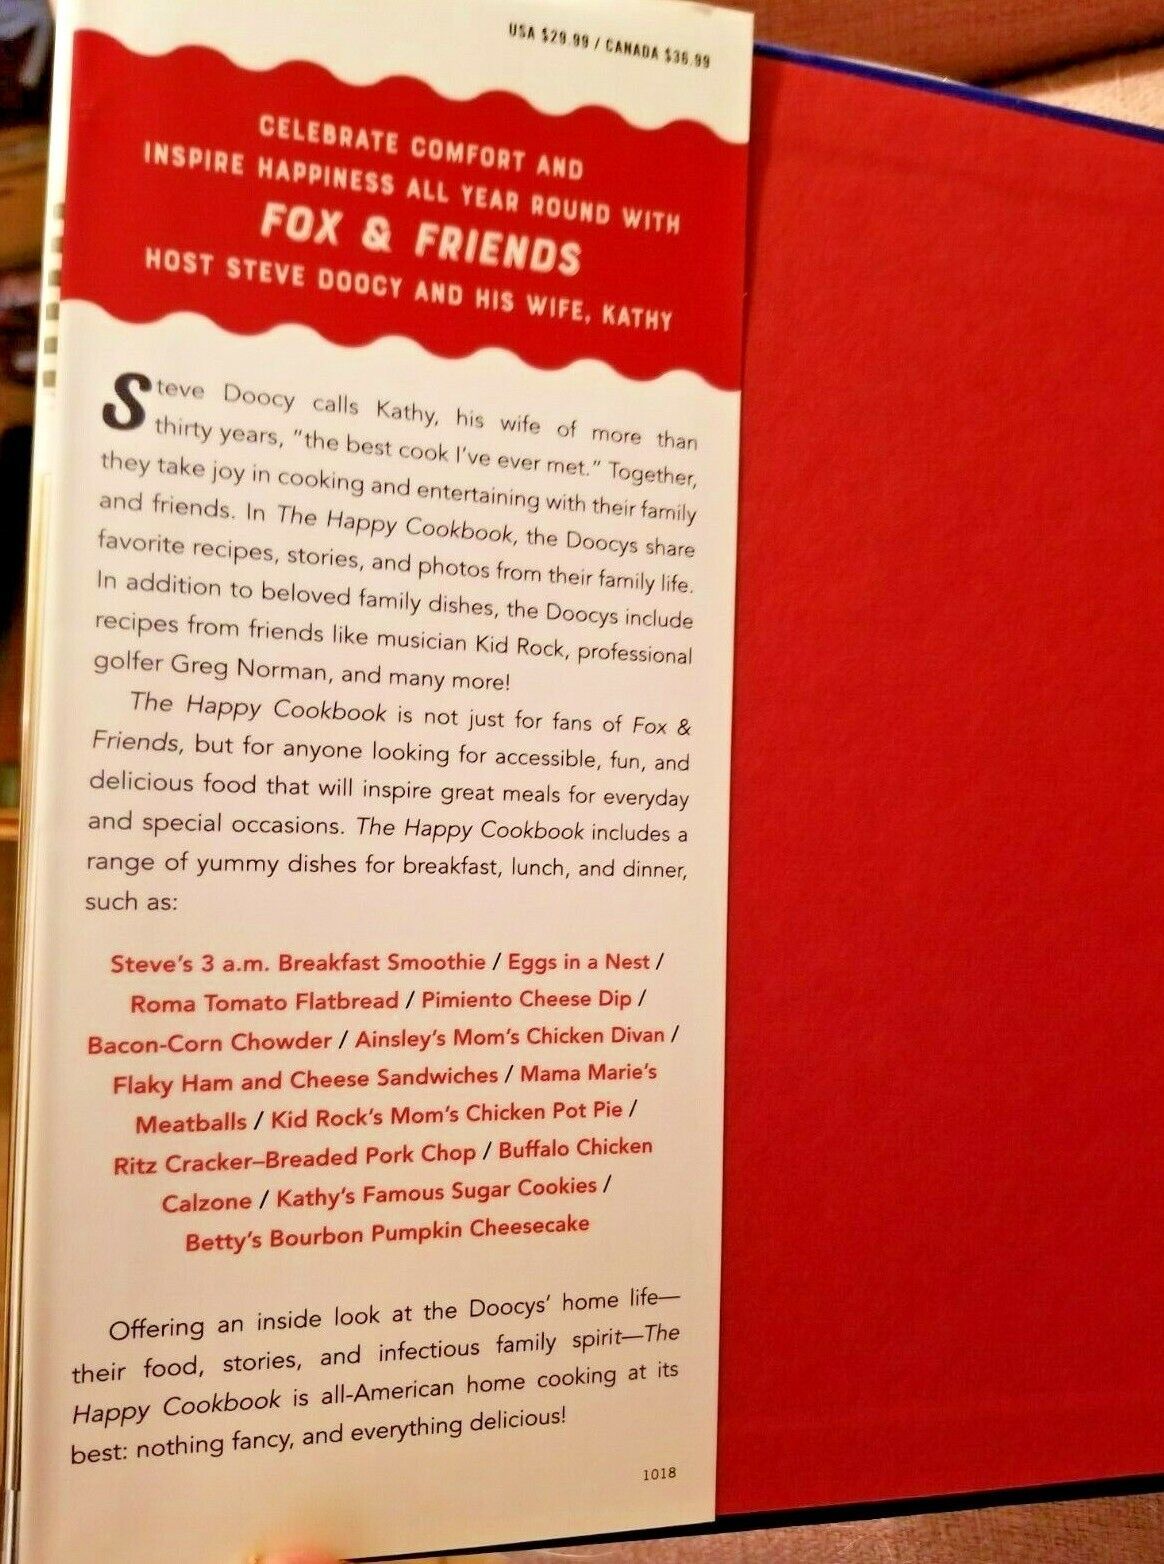 USA $29.99 / CANADA $36.99
CELEBRATE COMFORT AND
INSPIRE HAPPINESS ALL YEAR ROUND WITH
FOX & FRIENDS
HOST STEVE DOOCY AND HIS WIFE, KATHY
Steve Doocy calls Kathy, his wife of more than
thirty years, "the best cook I've ever met." Together,
they take joy in cooking and entertaining with their family
and friends. In The Happy Cookbook, the Doocys share
favorite recipes, stories, and photos from their family life.
In addition to beloved family dishes, the Doocys include
recipes from friends like musician Kid Rock, professional
golfer Greg Norman, and many more!
The Happy Cookbook is not just for fans of Fox &
Friends, but for anyone looking for accessible, fun, and
delicious food that will inspire great meals for everyday
and special occasions. The Happy Cookbook includes a
range of yummy dishes for breakfast, lunch, and dinner,
such as:
Steve's 3 a.m. Breakfast Smoothie / Eggs in a Nest /
Roma Tomato Flatbread / Pimiento Cheese Dip /
Bacon-Corn Chowder / Ainsley's Mom's Chicken Divan /
Flaky Ham and Cheese Sandwiches / Mama Marie's
Meatballs / Kid Rock's Mom's Chicken Pot Pie /
Ritz Cracker–Breaded Pork Chop / Buffalo Chicken
Calzone / Kathy's Famous Sugar Cookies /
Betty's Bourbon Pumpkin Cheesecake
Offering an inside look at the Doocys' home life—
their food, stories, and infectious family spirit—The
Happy Cookbook is all-American home cooking at its
best: nothing fancy, and everything delicious!
1018